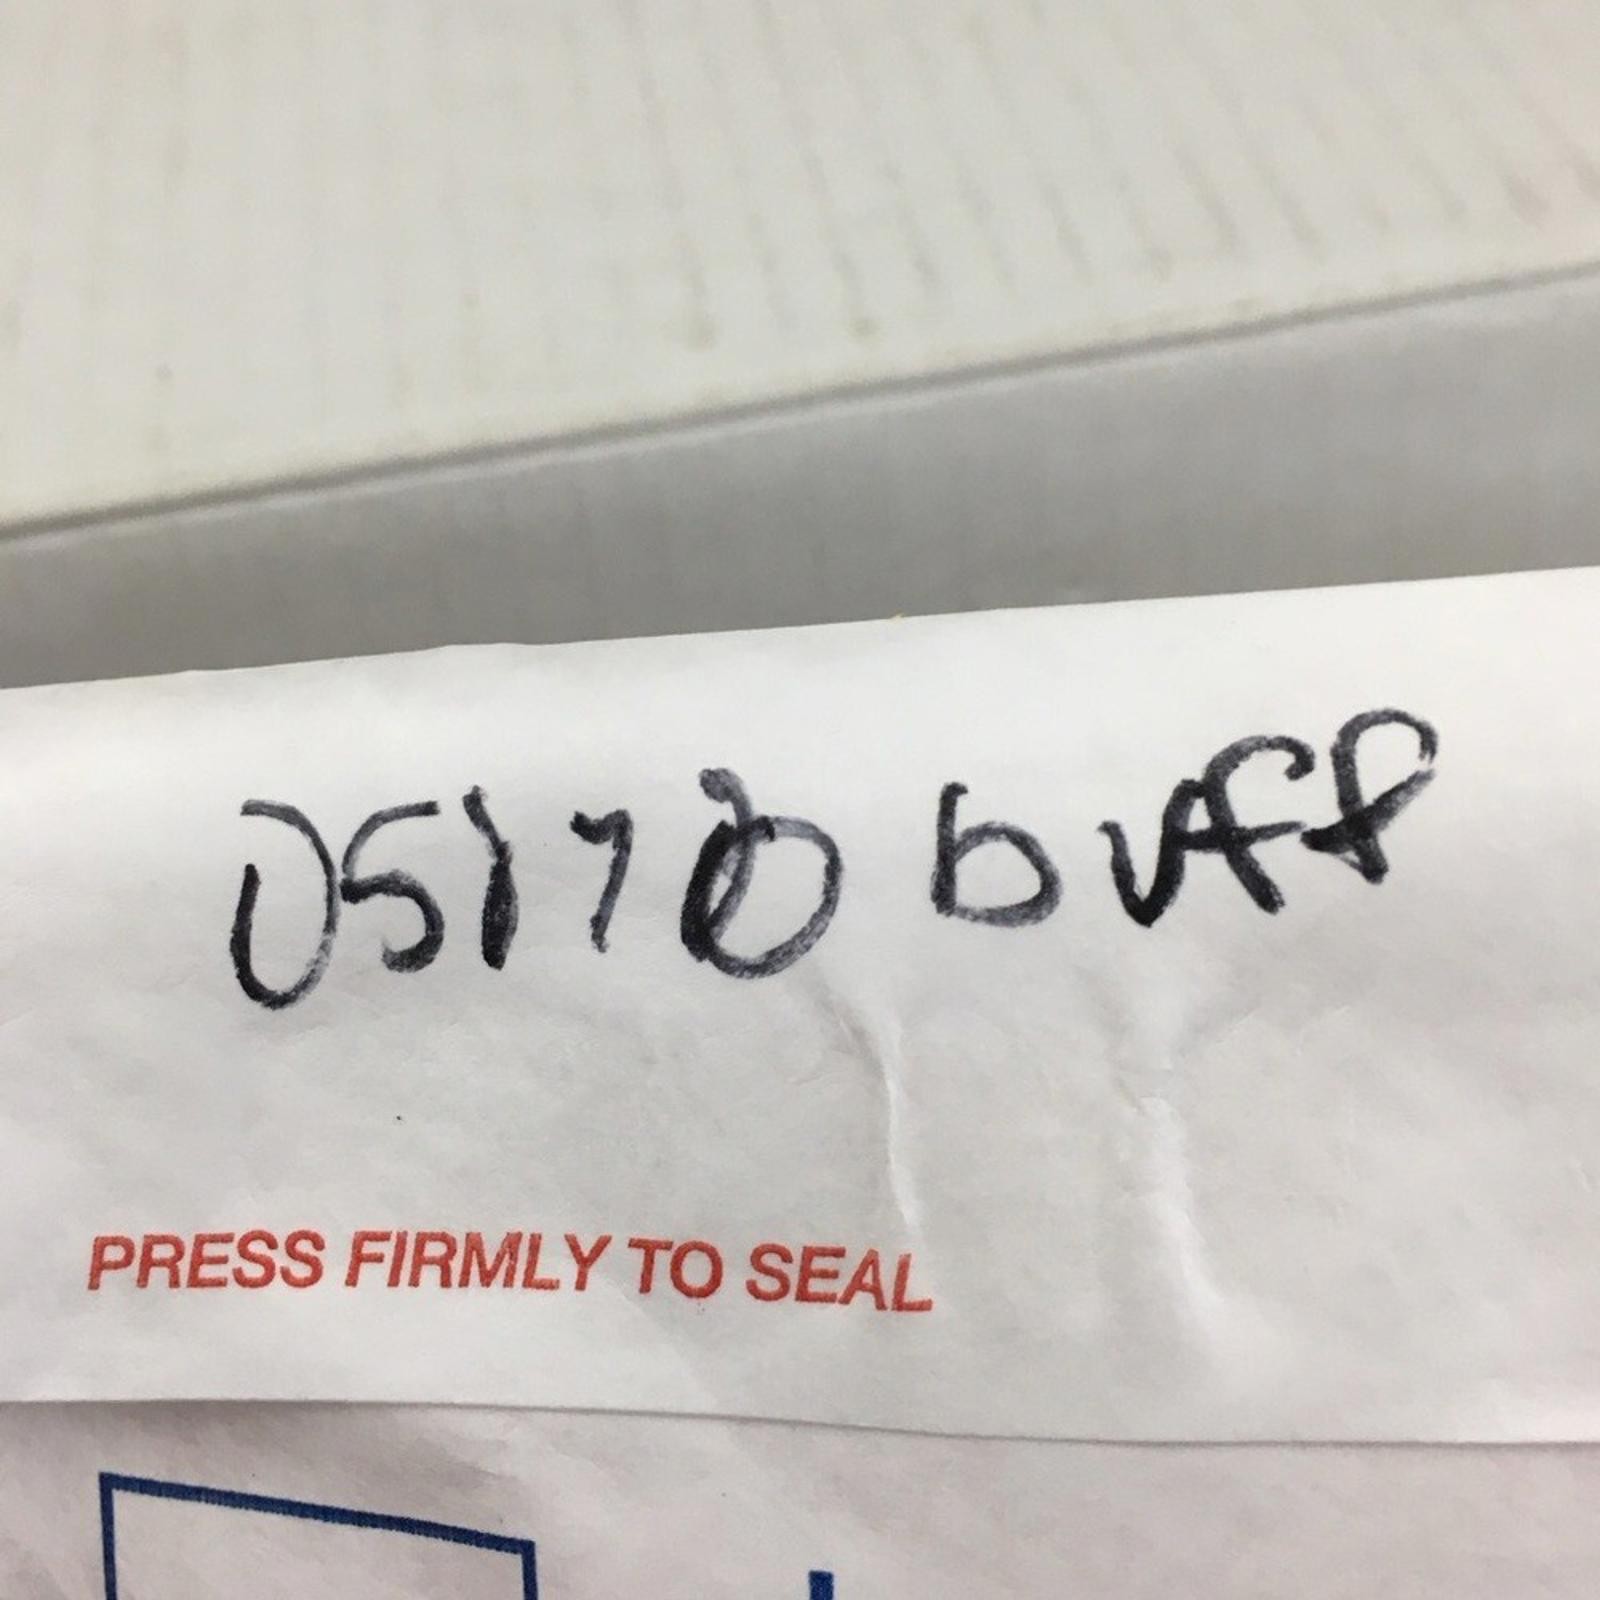 05170 buff
PRESS FIRMLY TO SEAL